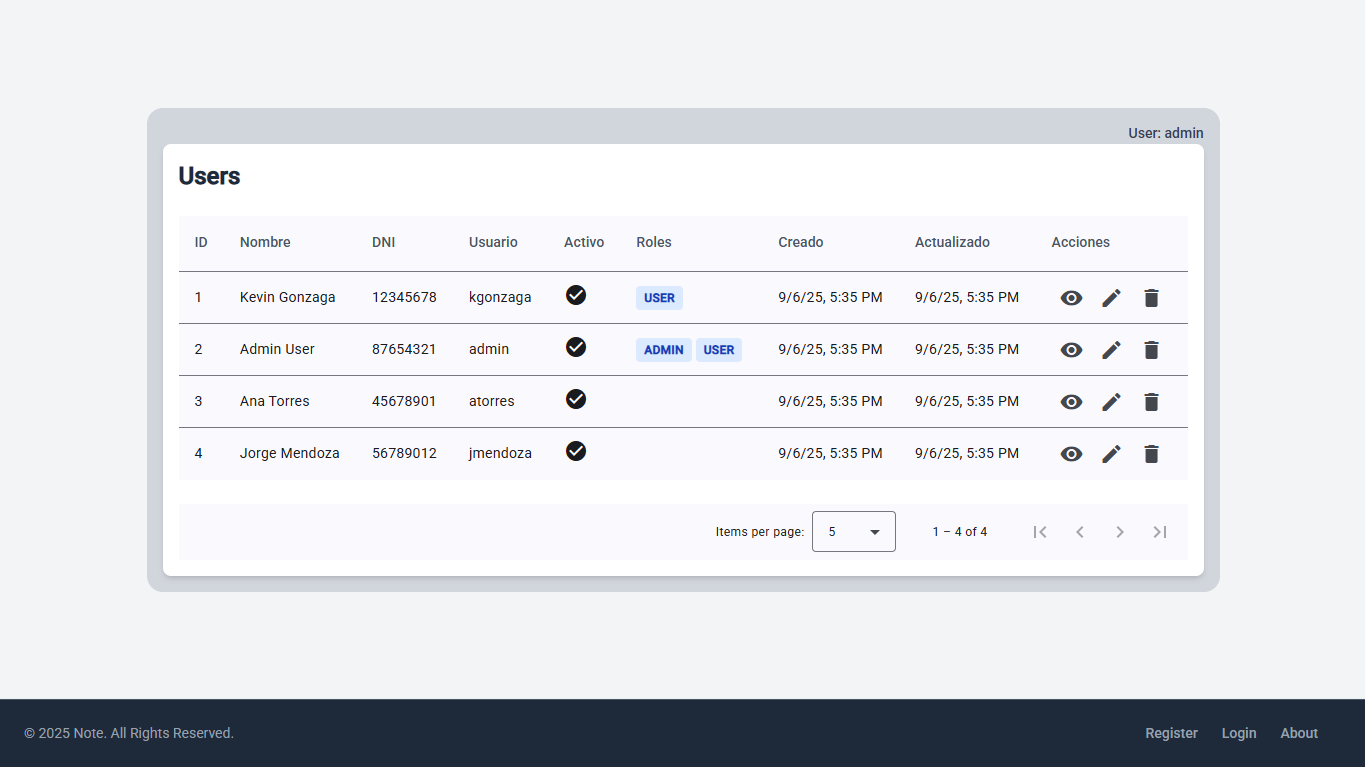 User: admin
Users
ID Nombre DNI Usuario Activo Roles Creado Actualizado Acciones
1 Kevin Gonzaga 12345678 kgonzaga USER 9/6/25, 5:35 PM 9/6/25, 5:35 PM
2 Admin User 87654321 admin ADMIN USER 9/6/25, 5:35 PM 9/6/25, 5:35 PM
3 Ana Torres 45678901 atorres 9/6/25, 5:35 PM 9/6/25, 5:35 PM
4 Jorge Mendoza 56789012 jmendoza 9/6/25, 5:35 PM 9/6/25, 5:35 PM
Items per page: 5 1 – 4 of 4
© 2025 Note. All Rights Reserved. Register Login About